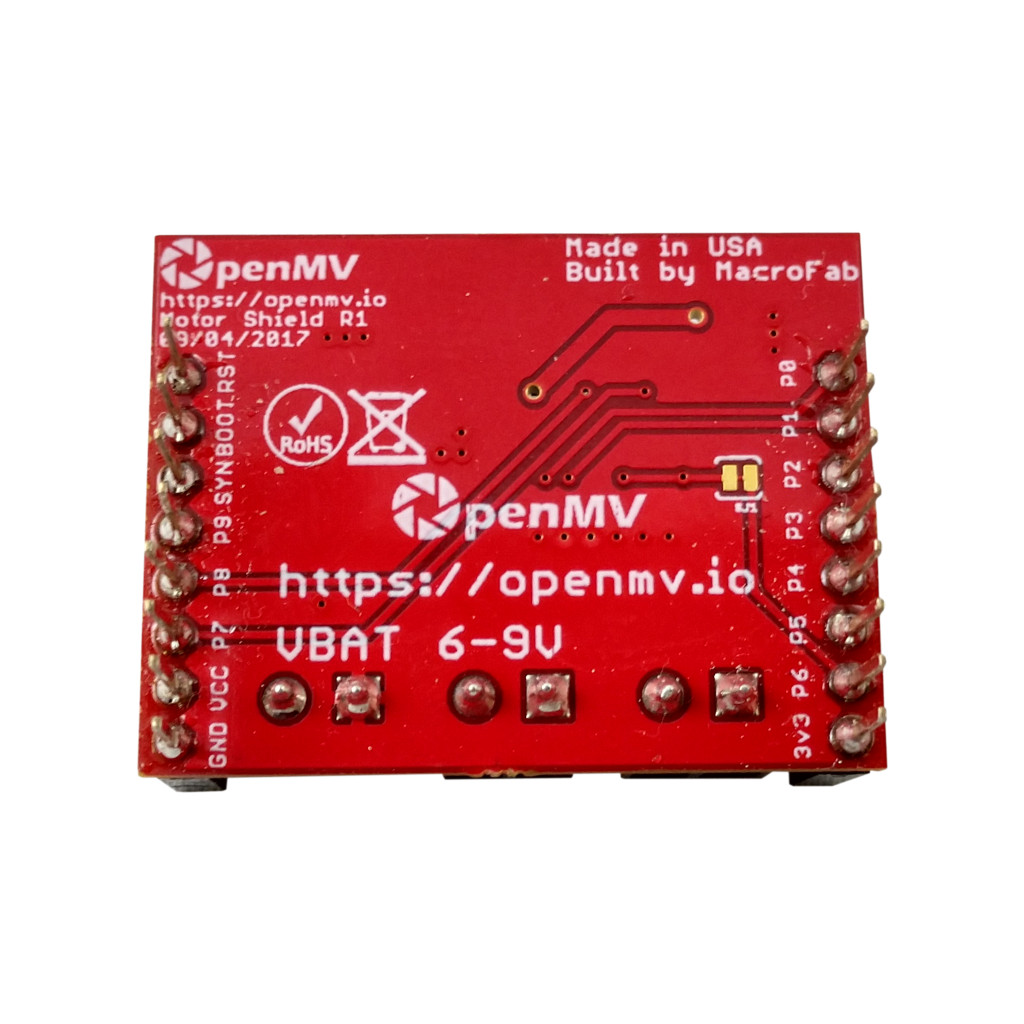 OpenMV
https://openmv.io
Motor Shield R1
09/04/2017
Made in USA
Built by MacroFab
RST
BOOT
SYN
P9
P8
P7
VCC
GND
RoHS
OpenMV
https://openmv.io
VBAT 6-9V
P0
P1
P2
P3
P4
P5
P6
3v3